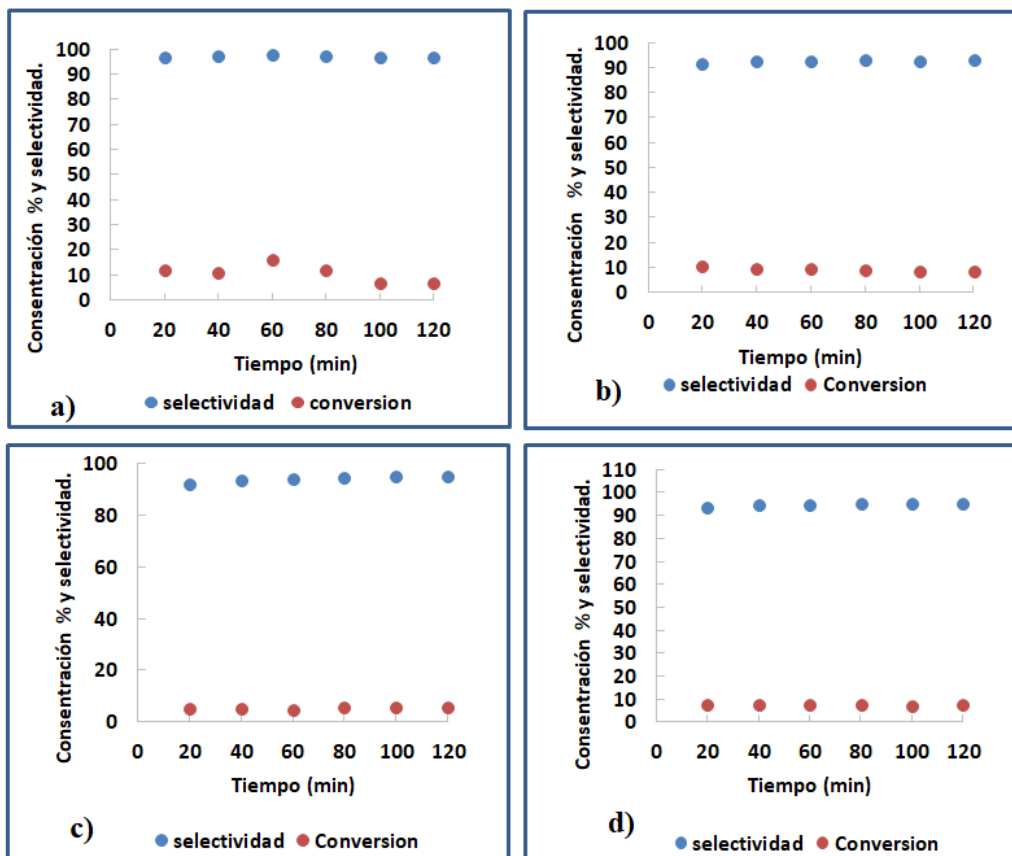 Consentración % y selectividad.
100
90
80
70
60
50
40
30
20
10
0
0 20 40 60 80 100 120
Tiempo (min)
selectividad conversion
a)
Consentración % y selectividad.
100
90
80
70
60
50
40
30
20
10
0
0 20 40 60 80 100 120
Tiempo (min)
selectividad Conversion
b)
Consentración % y selectividad.
100
80
60
40
20
0
0 20 40 60 80 100 120
Tiempo (min)
c) selectividad Conversion
Consentración % y selectividad.
110
100
90
80
70
60
50
40
30
20
10
0
0 20 40 60 80 100 120
Tiempo (min)
d)
selectividad Conversion